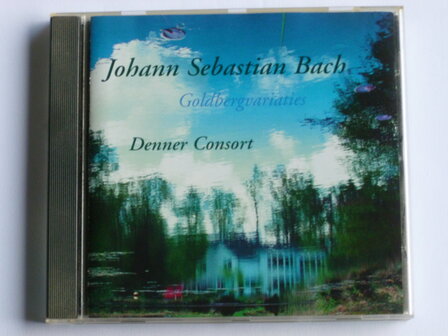 Johann Sebastian Bach
Goldbergvariaties
Denner Consort